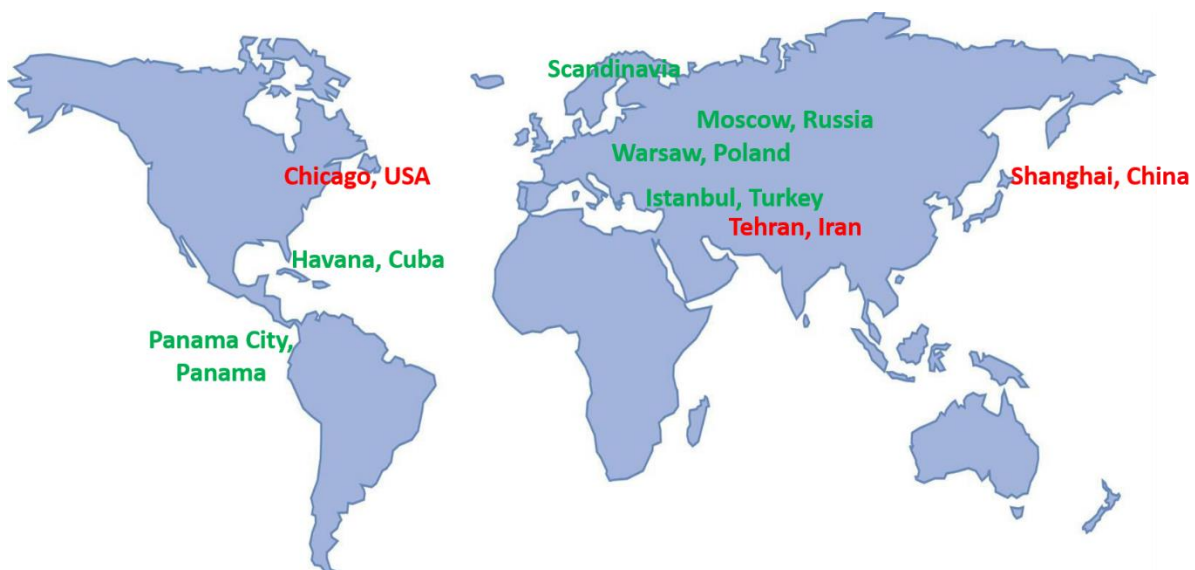 Scandinavia
Moscow, Russia
Warsaw, Poland
Chicago, USA
Shanghai, China
Istanbul, Turkey
Tehran, Iran
Havana, Cuba
Panama City,
Panama